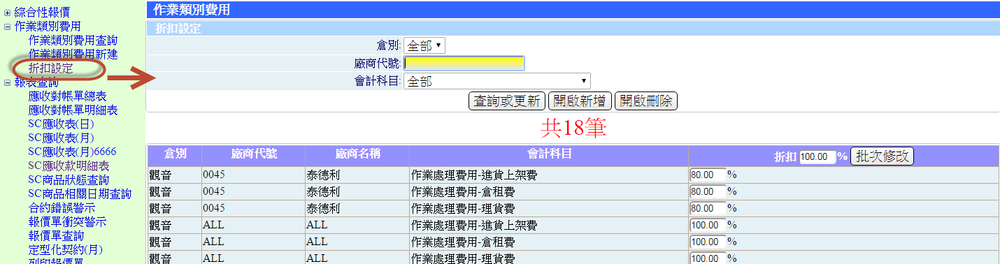 綜合性報價
作業類別費用
作業類別費用查詢
作業類別費用新建
折扣設定
報表查詢
應收對帳單總表
應收對帳單明細表
SC應收表(日)
SC應收表(月)
SC應收表(月)6666
SC應收款明細表
SC商品狀態查詢
SC商品相關日期查詢
合約錯誤警示
報價單衝突警示
報價單查詢
定型化契約(月)
列印報價單
作業類別費用
折扣設定
倉別: 全部
廠商代號:
會計科目: 全部
查詢或更新 開啟新增 開啟刪除
共18筆
倉別 廠商代號 廠商名稱 會計科目 折扣 100.00 % 批次修改
觀音 0045 泰德利 作業處理費用-進貨上架費 80.00 %
觀音 0045 泰德利 作業處理費用-倉租費 80.00 %
觀音 0045 泰德利 作業處理費用-理貨費 80.00 %
觀音 ALL ALL 作業處理費用-進貨上架費 100.00 %
觀音 ALL ALL 作業處理費用-倉租費 100.00 %
觀音 ALL ALL 作業處理費用-理貨費 100.00 %